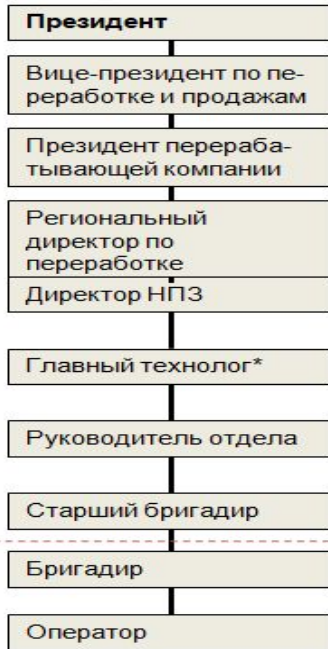 Президент
Вице-президент по пе-
реработке и продажам
Президент перераба-
тывающей компании
Региональный
директор по
переработке
Директор НПЗ
Главный технолог*
Руководитель отдела
Старший бригадир
Бригадир
Оператор